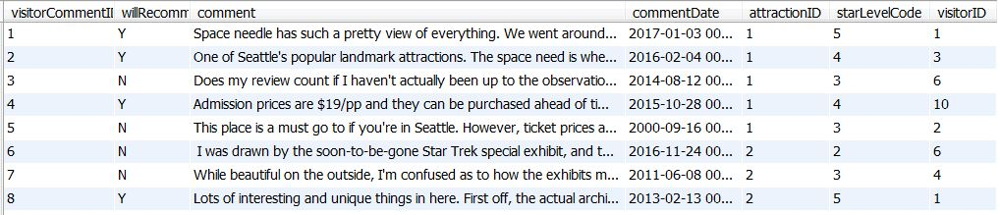 visitorCommentI willRecomm comment commentDate attractionID starLevelCode visitorID
1 Y Space needle has such a pretty view of everything. We went around... 2017-01-03 00... 1 5 1
2 Y One of Seattle's popular landmark attractions. The space need is whe... 2016-02-04 00... 1 4 3
3 N Does my review count if I haven't actually been up to the observatio... 2014-08-12 00... 1 3 6
4 Y Admission prices are $19/pp and they can be purchased ahead of ti... 2015-10-28 00... 1 4 10
5 N This place is a must go to if you're in Seattle. However, ticket prices a... 2000-09-16 00... 1 3 2
6 N I was drawn by the soon-to-be-gone Star Trek special exhibit, and t... 2016-11-24 00... 2 2 6
7 N While beautiful on the outside, I'm confused as to how the exhibits m... 2011-06-08 00... 2 3 4
8 Y Lots of interesting and unique things in here. First off, the actual archi... 2013-02-13 00... 2 5 1